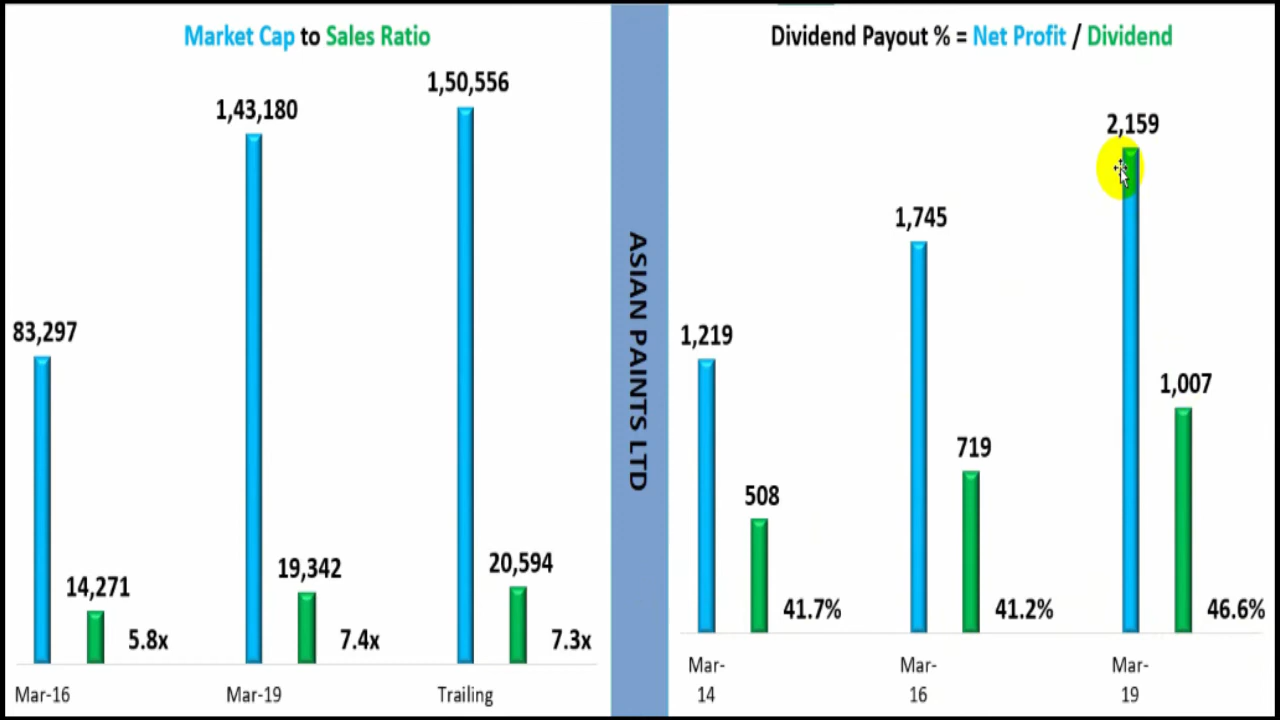 Market Cap to Sales Ratio
1,50,556
1,43,180
83,297
14,271
19,342
20,594
5.8x
7.4x
7.3x
Mar-16
Mar-19
Trailing
ASIAN PAINTS LTD
Dividend Payout % = Net Profit / Dividend
2,159
1,745
1,219
1,007
719
508
41.7%
41.2%
46.6%
Mar-
14
Mar-
16
Mar-
19